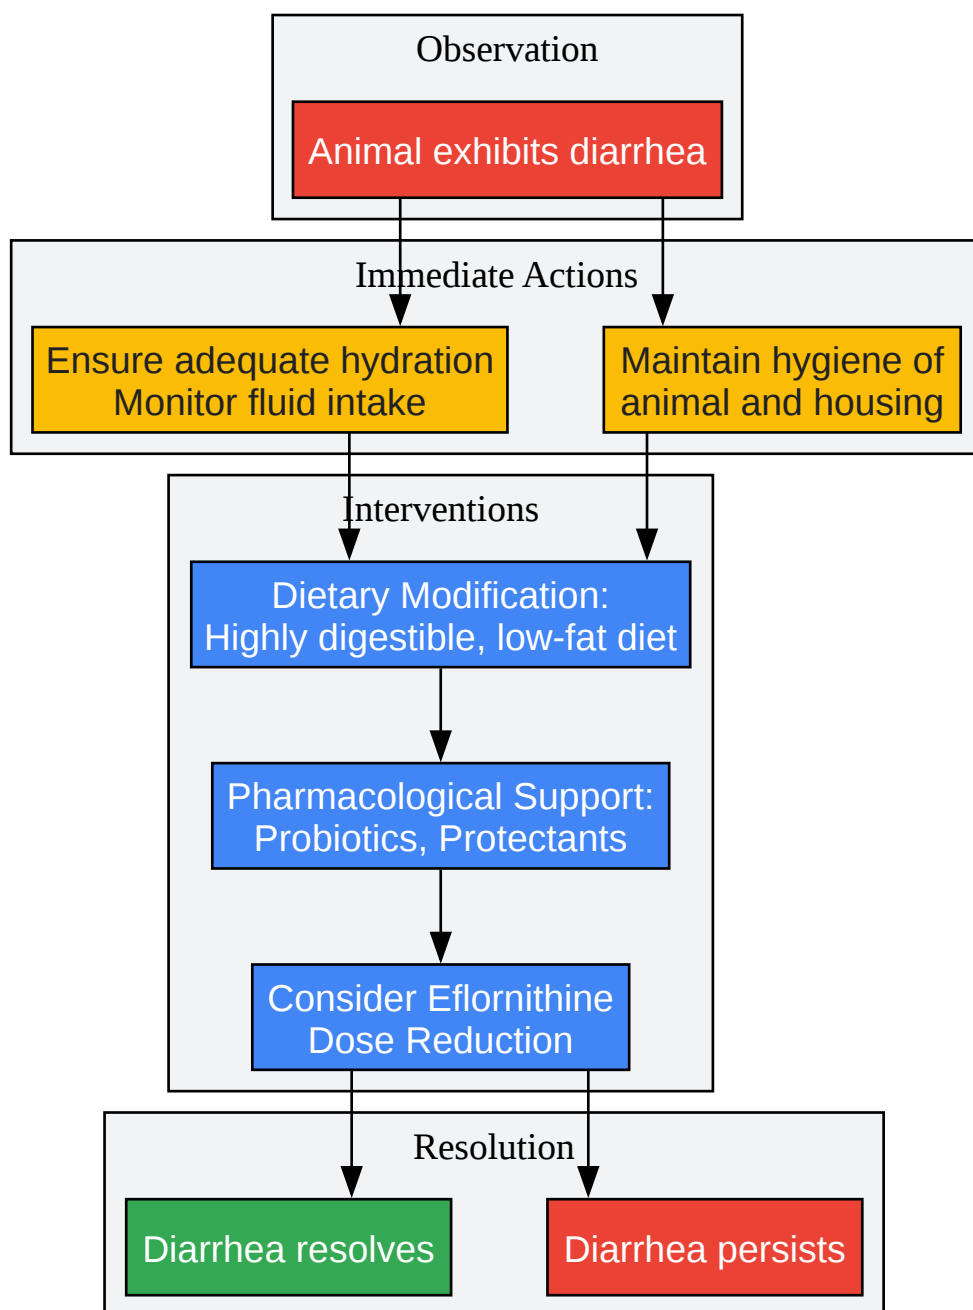 Observation
Animal exhibits diarrhea
Immediate Actions
Ensure adequate hydration
Monitor fluid intake
Maintain hygiene of
animal and housing
Interventions
Dietary Modification:
Highly digestible, low-fat diet
Pharmacological Support:
Probiotics, Protectants
Consider Eflornithine
Dose Reduction
Resolution
Diarrhea resolves
Diarrhea persists